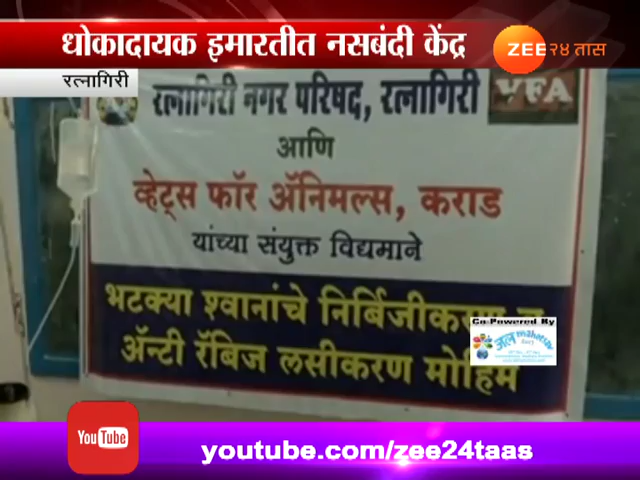 धोकादायक इमारतीत नसबंदी केंद्र
ZEE २४ तास
रत्नागिरी
रत्नागिरी नगर परिषद, रत्नागिरी
VFA
आणि
व्हेट्स फॉर ॲनिमल्स, कराड
यांच्या संयुक्त विद्यमाने
भटक्या श्वानांचे निर्बिजीकरण व
ॲन्टी रॅबिज लसीकरण मोहिम
Co-Powered By
जल
YouTube
youtube.com/zee24taas